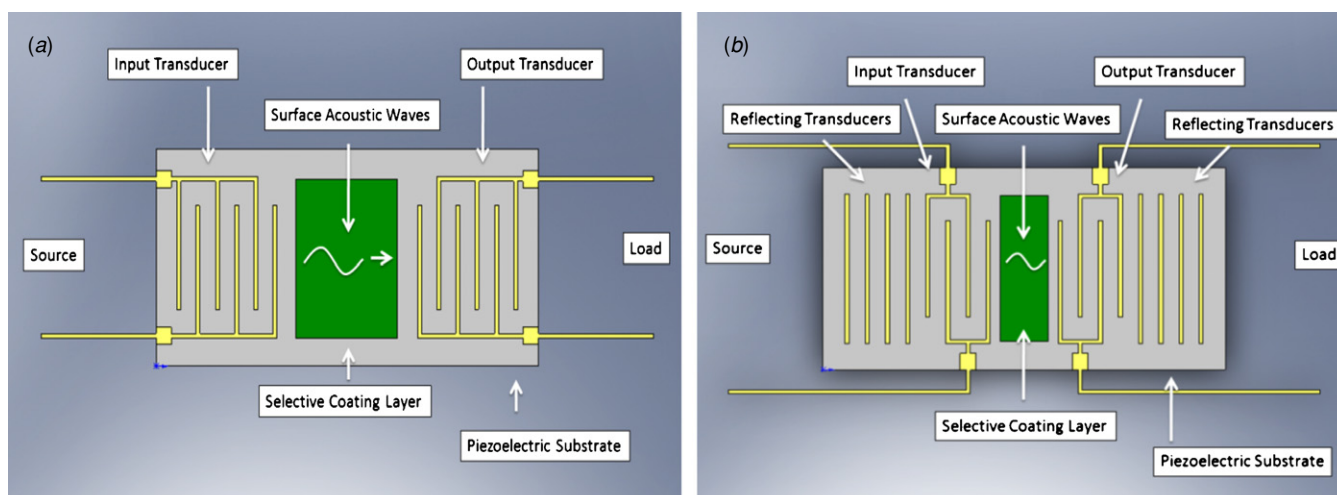 (a)
Input Transducer
Output Transducer
Surface Acoustic Waves
Source
Load
Selective Coating Layer
Piezoelectric Substrate
(b)
Input Transducer
Output Transducer
Reflecting Transducers
Surface Acoustic Waves
Reflecting Transducers
Source
Load
Selective Coating Layer
Piezoelectric Substrate